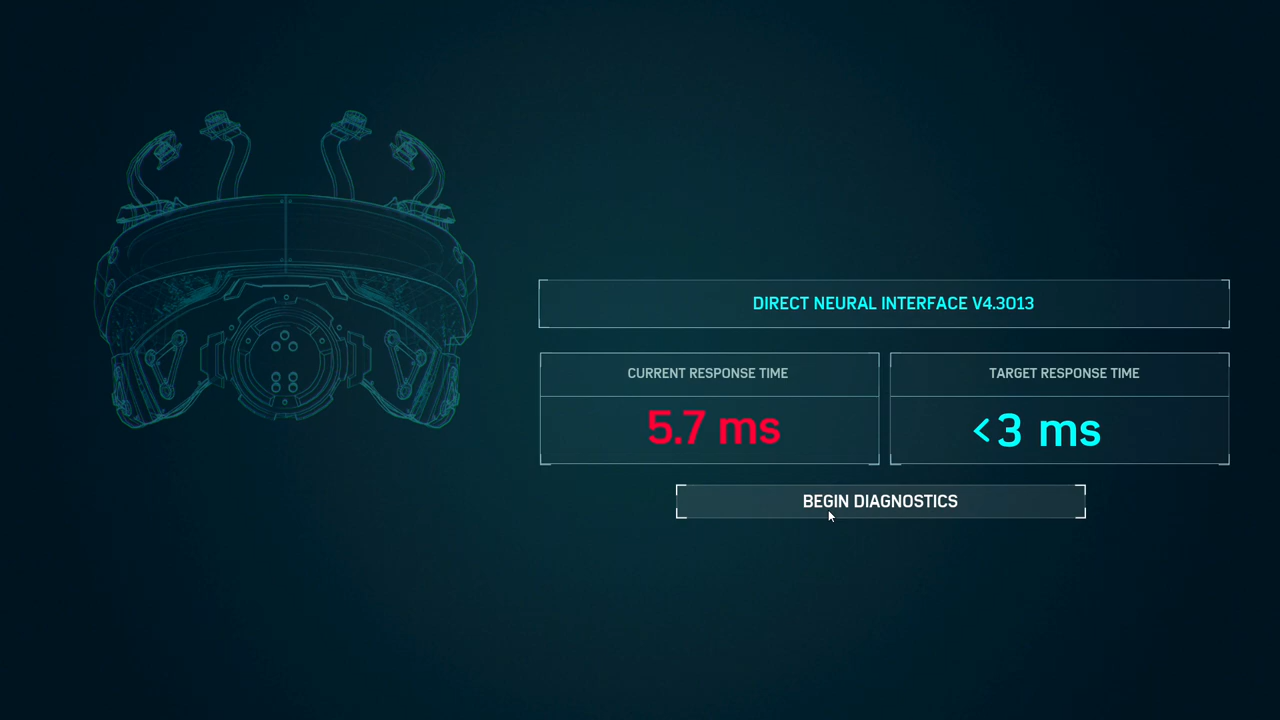 DIRECT NEURAL INTERFACE V4.3013
CURRENT RESPONSE TIME
5.7 ms
TARGET RESPONSE TIME
<3 ms
BEGIN DIAGNOSTICS